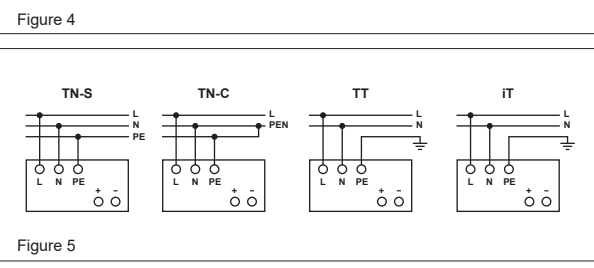 Figure 4
TN-S TN-C TT iT
L L L L
N PEN N N
PE
L N PE L N PE L N PE L N PE
+ - + - + - + -
Figure 5